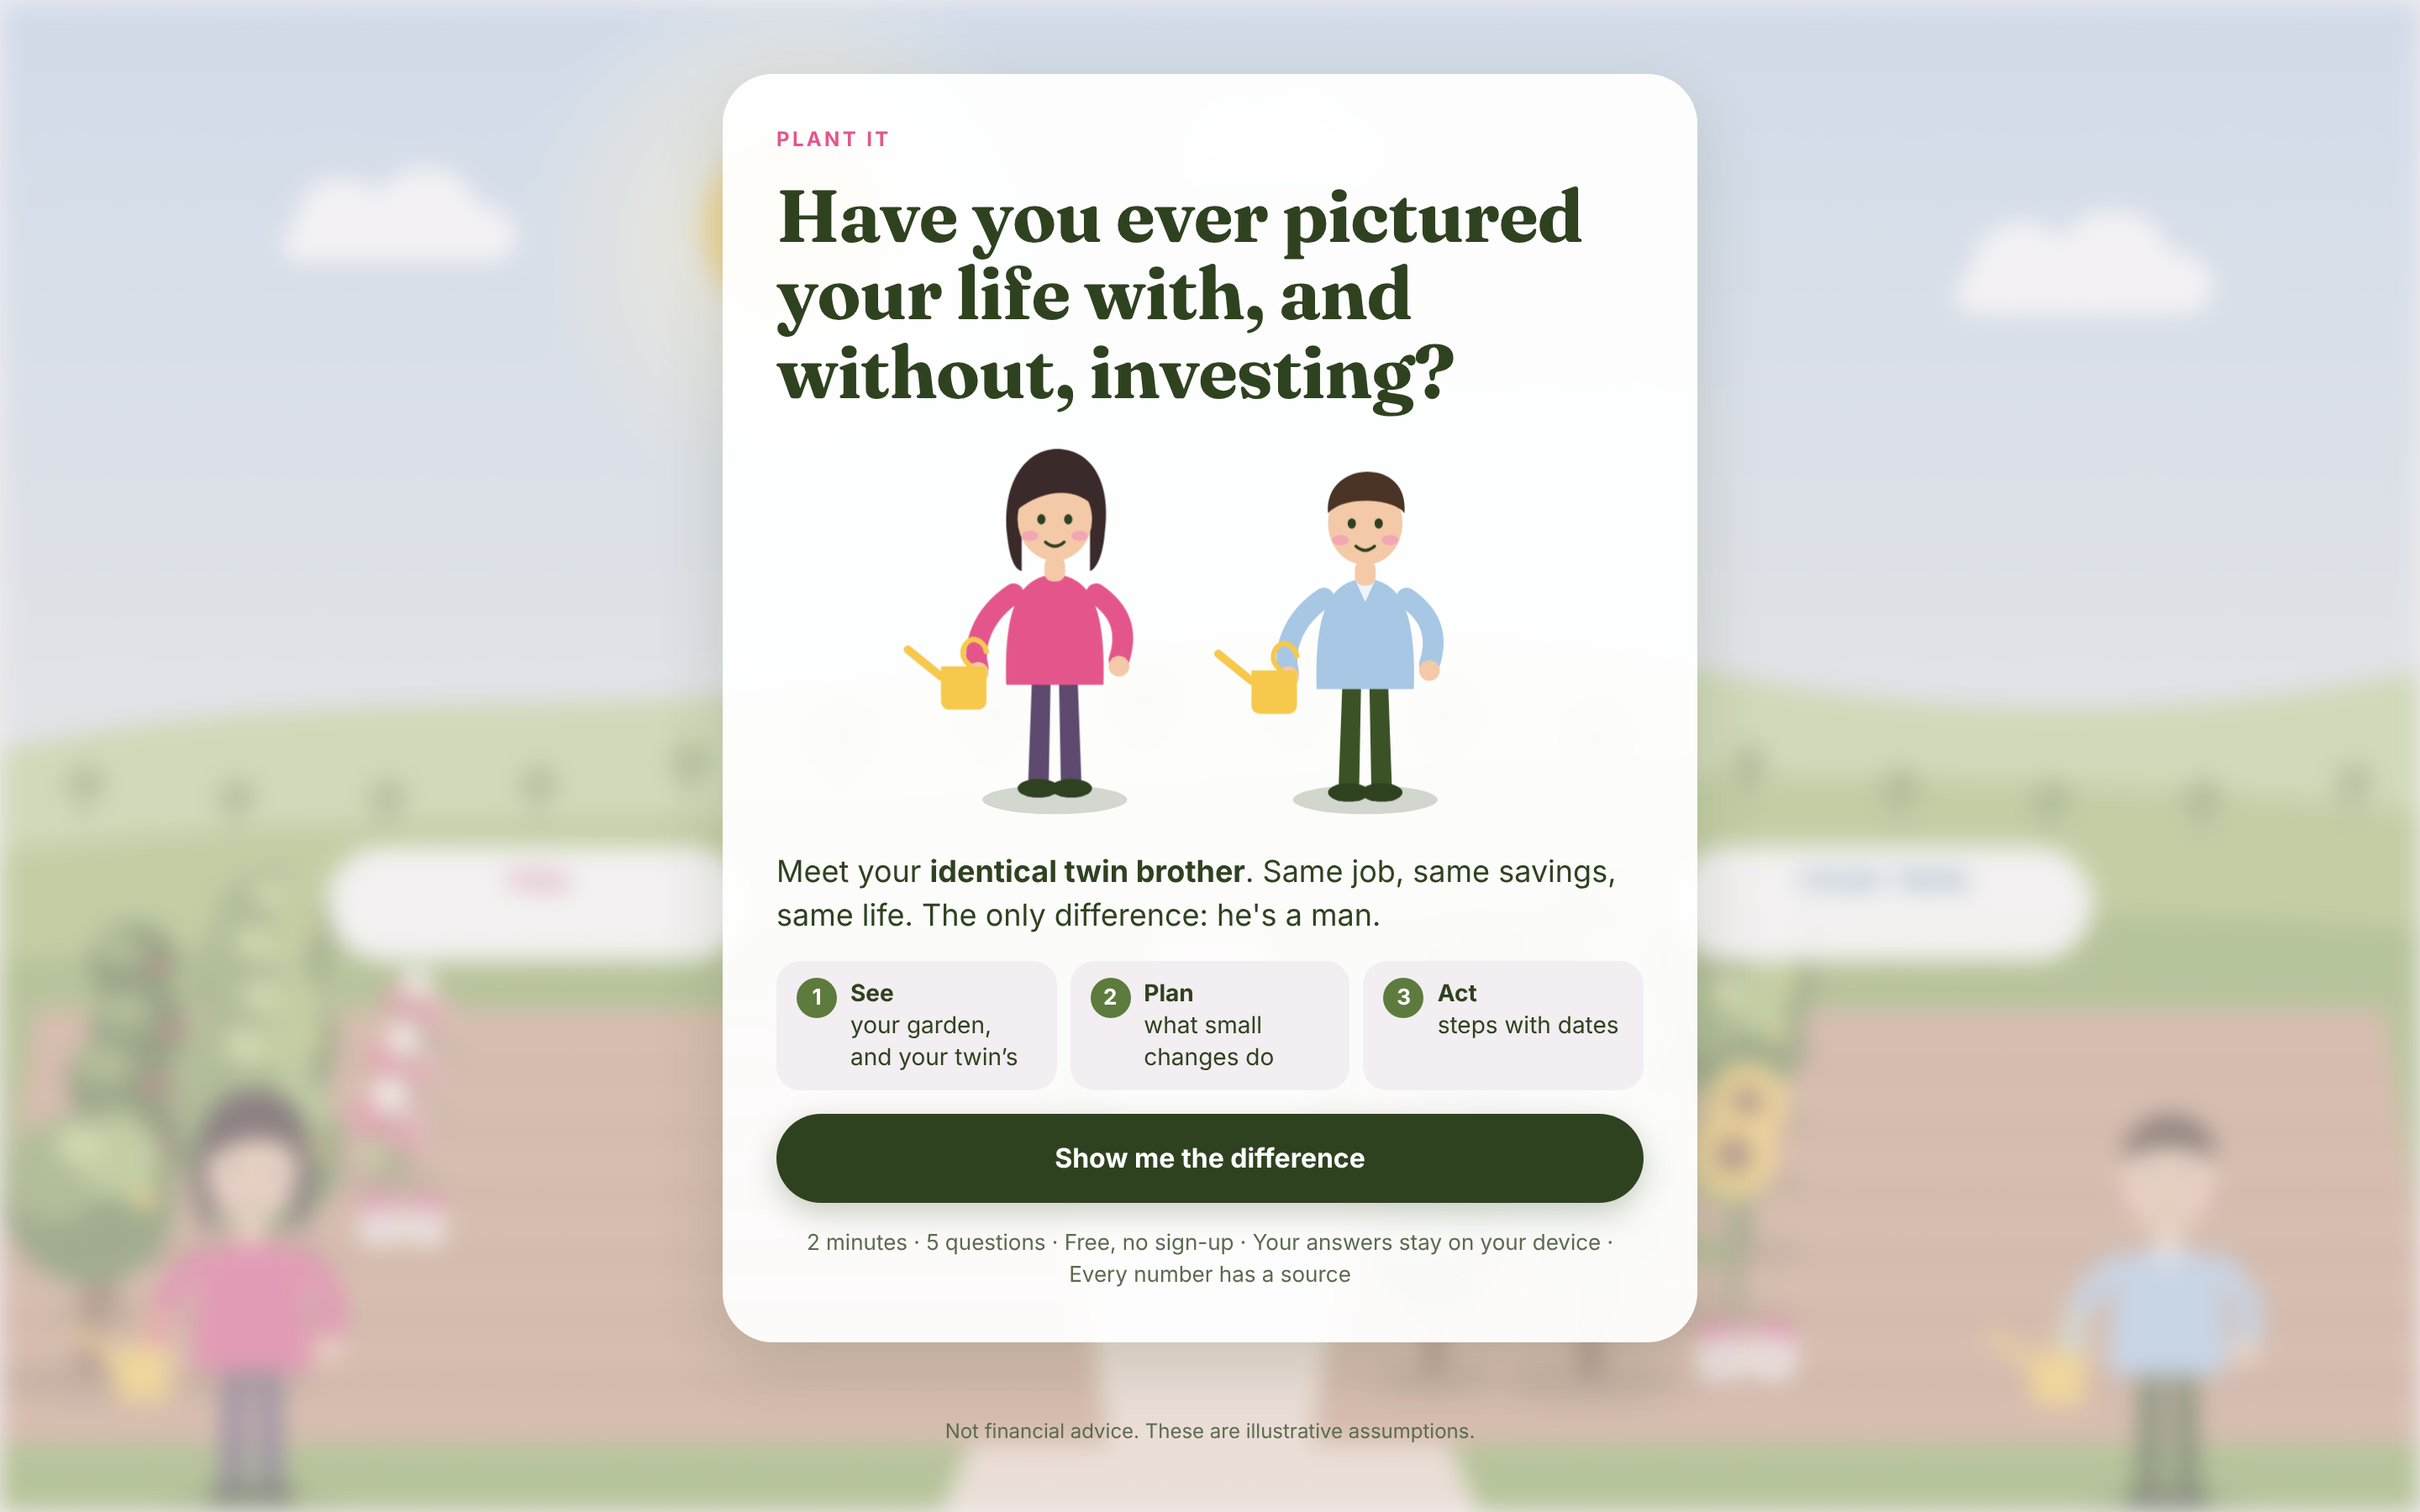 PLANT IT
Have you ever pictured
your life with, and
without, investing?
Meet your identical twin brother. Same job, same savings,
same life. The only difference: he's a man.
1 See
your garden,
and your twin’s
2 Plan
what small
changes do
3 Act
steps with dates
Show me the difference
2 minutes · 5 questions · Free, no sign-up · Your answers stay on your device ·
Every number has a source
Not financial advice. These are illustrative assumptions.